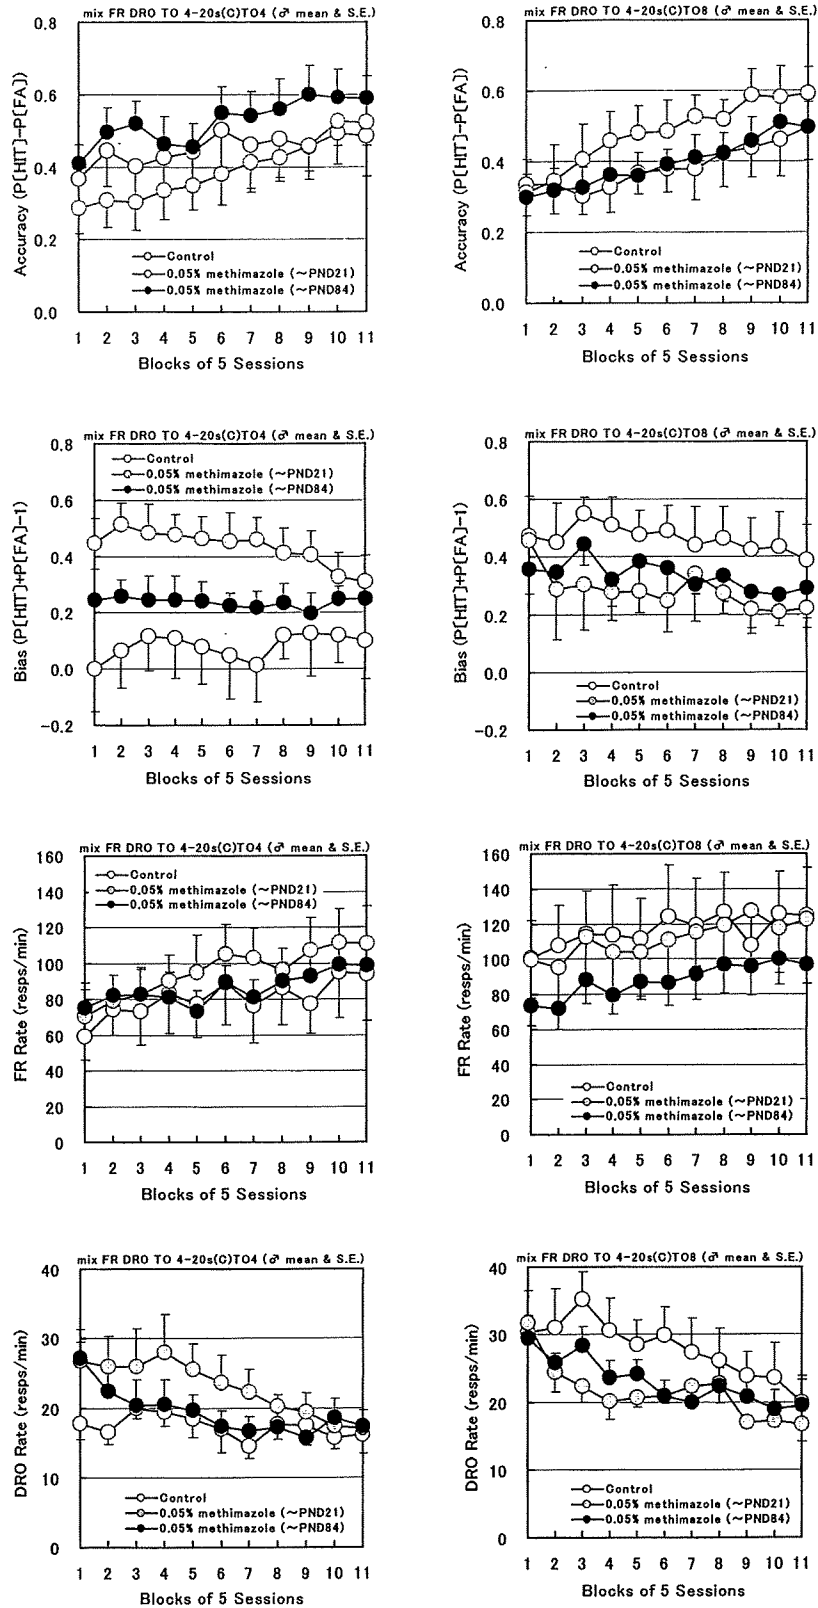 mix FR DRO TO 4-20s(C)TO4 (♂ mean & S.E.)
0.8
0.6
0.4
0.2
0.0
Accuracy (P[HIT]-P[FA])
Control
0.05% methimazole (~PND21)
0.05% methimazole (~PND84)
1 2 3 4 5 6 7 8 9 10 11
Blocks of 5 Sessions
mix FR DRO TO 4-20s(C)TO8 (♂ mean & S.E.)
0.8
0.6
0.4
0.2
0.0
Accuracy (P[HIT]-P[FA])
Control
0.05% methimazole (~PND21)
0.05% methimazole (~PND84)
1 2 3 4 5 6 7 8 9 10 11
Blocks of 5 Sessions
mix FR DRO TO 4-20s(C)TO4 (♂ mean & S.E.)
0.8
0.6
0.4
0.2
0.0
-0.2
Bias (P[HIT]+P[FA]-1)
Control
0.05% methimazole (~PND21)
0.05% methimazole (~PND84)
1 2 3 4 5 6 7 8 9 10 11
Blocks of 5 Sessions
mix FR DRO TO 4-20s(C)TO8 (♂ mean & S.E.)
0.8
0.6
0.4
0.2
0.0
-0.2
Bias (P[HIT]+P[FA]-1)
Control
0.05% methimazole (~PND21)
0.05% methimazole (~PND84)
1 2 3 4 5 6 7 8 9 10 11
Blocks of 5 Sessions
mix FR DRO TO 4-20s(C)TO4 (♂ mean & S.E.)
160
140
120
100
80
60
40
20
0
FR Rate (resps/min)
Control
0.05% methimazole (~PND21)
0.05% methimazole (~PND84)
1 2 3 4 5 6 7 8 9 10 11
Blocks of 5 Sessions
mix FR DRO TO 4-20s(C)TO8 (♂ mean & S.E.)
160
140
120
100
80
60
40
20
0
FR Rate (resps/min)
Control
0.05% methimazole (~PND21)
0.05% methimazole (~PND84)
1 2 3 4 5 6 7 8 9 10 11
Blocks of 5 Sessions
mix FR DRO TO 4-20s(C)TO4 (♂ mean & S.E.)
40
30
20
10
0
DRO Rate (resps/min)
Control
0.05% methimazole (~PND21)
0.05% methimazole (~PND84)
1 2 3 4 5 6 7 8 9 10 11
Blocks of 5 Sessions
mix FR DRO TO 4-20s(C)TO8 (♂ mean & S.E.)
40
30
20
10
0
DRO Rate (resps/min)
Control
0.05% methimazole (~PND21)
0.05% methimazole (~PND84)
1 2 3 4 5 6 7 8 9 10 11
Blocks of 5 Sessions